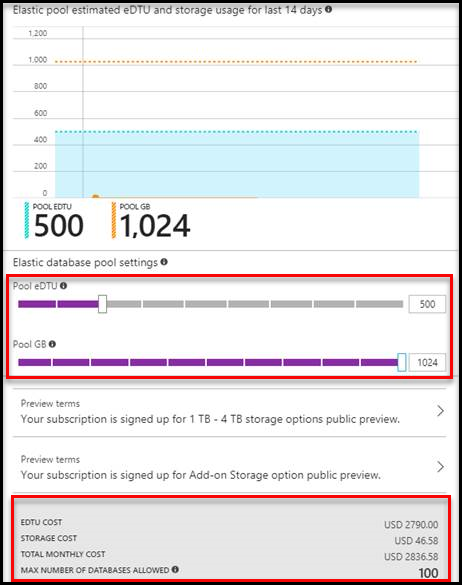 Elastic pool estimated eDTU and storage usage for last 14 days
1,200
1.000
800
600
400
200
0
POOL EDTU
500
POOL GB
1,024
Elastic database pool settings
Pool eDTU
500
Pool GB
1024
Preview terms
Your subscription is signed up for 1 TB - 4 TB storage options public preview.
Preview terms
Your subscription is signed up for Add-on Storage option public preview.
EDTU COST USD 2790.00
STORAGE COST USD 46.58
TOTAL MONTHLY COST USD 2836.58
MAX NUMBER OF DATABASES ALLOWED 100